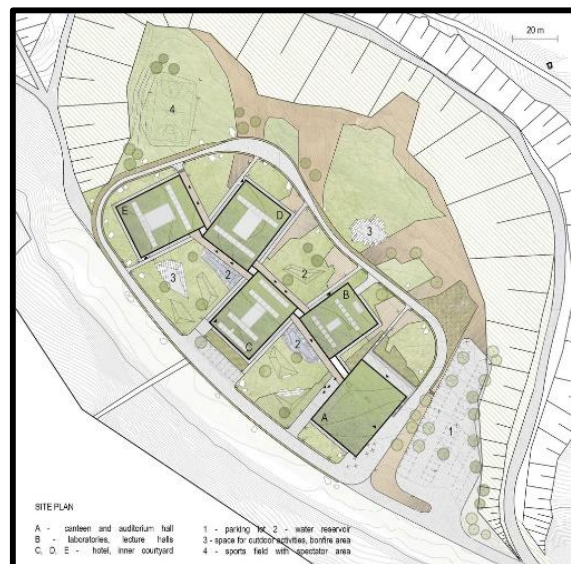 20 m
4
E
D
3
3
2
2
B
C
2
A
1
SITE PLAN
A - canteen and auditorium hall
B - laboratories, lecture halls
C, D, E - hotel, inner courtyard
1 - parking lot 2 - water reservoir
3 - space for outdoor activities, bonfire area
4 - sports field with spectator area